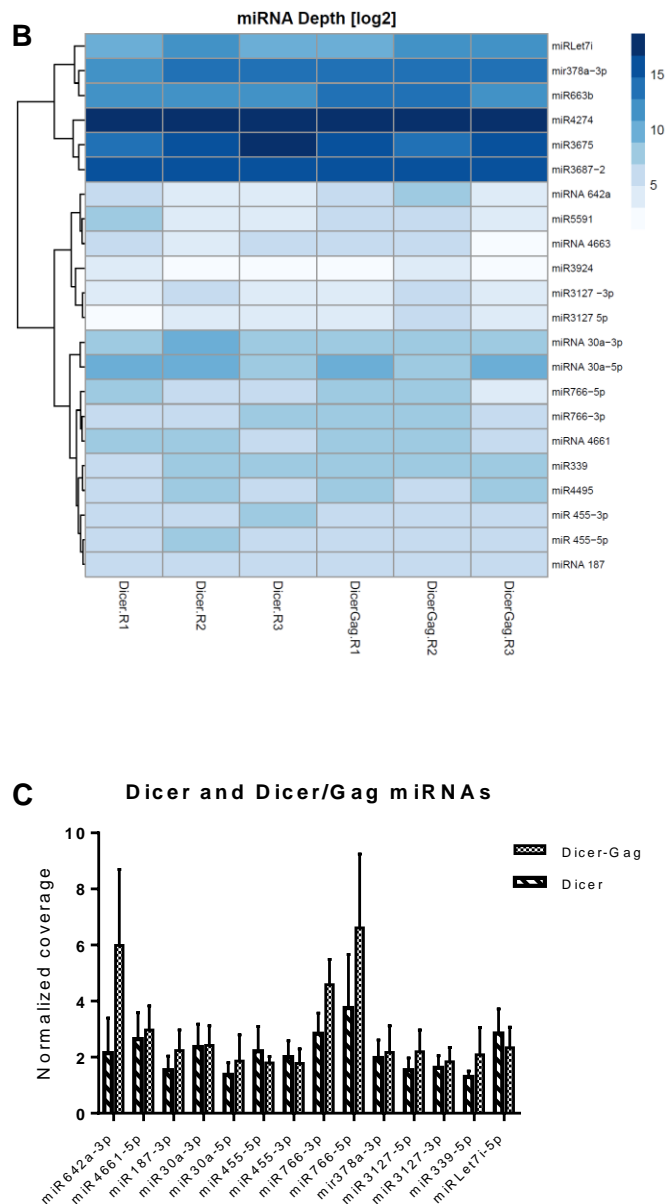 B
miRNA Depth [log2]
miRLet7i
mir378a−3p
miR663b
miR4274
miR3675
miR3687−2
miRNA 642a
miR5591
miRNA 4663
miR3924
miR3127 −3p
miR3127 5p
miRNA 30a−3p
miRNA 30a−5p
miR766−5p
miR766−3p
miRNA 4661
miR339
miR4495
miR 455−3p
miR 455−5p
miRNA 187
15
10
5
Dicer.R1
Dicer.R2
Dicer.R3
DicerGag.R1
DicerGag.R2
DicerGag.R3
C
Dicer and Dicer/Gag miRNAs
Normalized coverage
10
8
6
4
2
0
Dicer-Gag
Dicer
miR642a-3p
miR4661-5p
miR187-3p
miR30a-3p
miR30a-5p
miR455-5p
miR455-3p
miR766-3p
miR766-5p
mir378a-3p
miR3127-5p
miR3127-3p
miR339-5p
miRLet7i-5p